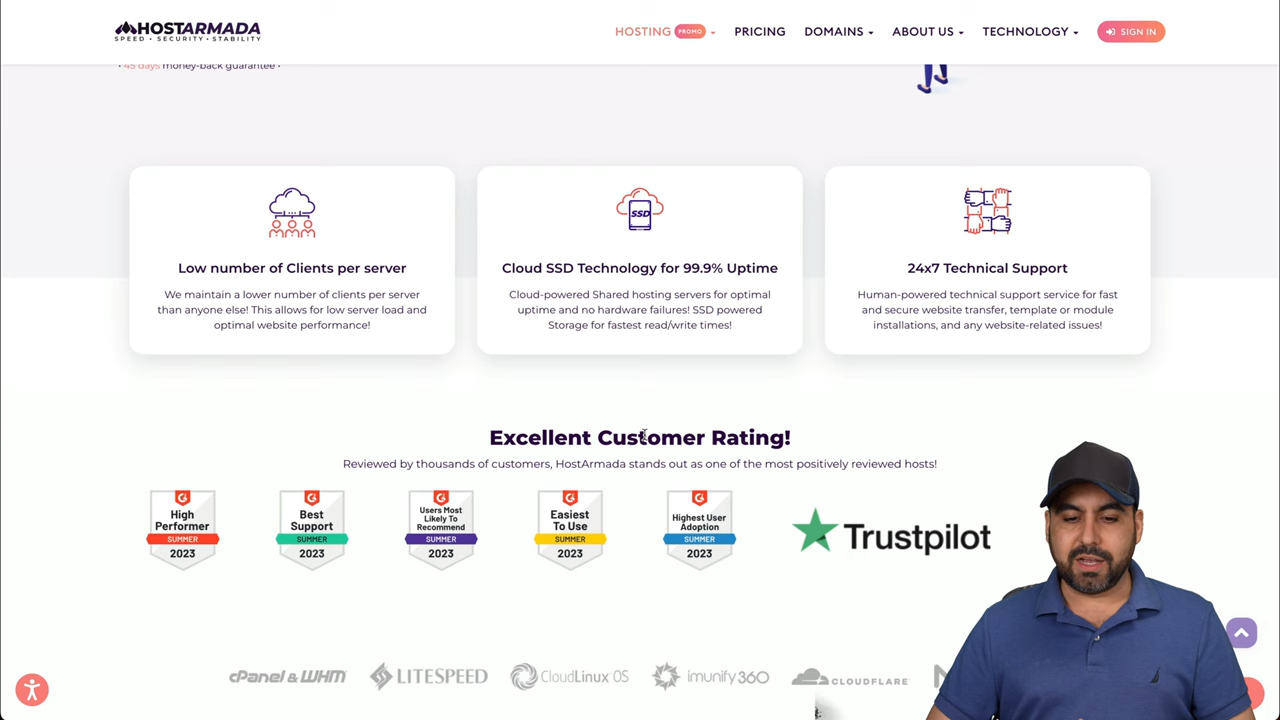 HOSTARMADA
SPEED • SECURITY • STABILITY
HOSTING PROMO
PRICING
DOMAINS
ABOUT US
TECHNOLOGY
SIGN IN
• 45 days money-back guarantee •
SSD
Low number of Clients per server
We maintain a lower number of clients per server
than anyone else! This allows for low server load and
optimal website performance!
Cloud SSD Technology for 99.9% Uptime
Cloud-powered Shared hosting servers for optimal
uptime and no hardware failures! SSD powered
Storage for fastest read/write times!
24x7 Technical Support
Human-powered technical support service for fast
and secure website transfer, template or module
installations, and any website-related issues!
Excellent Customer Rating!
Reviewed by thousands of customers, HostArmada stands out as one of the most positively reviewed hosts!
High
Performer
SUMMER
2023
Best
Support
SUMMER
2023
Users Most
Likely To
Recommend
SUMMER
2023
Easiest
To Use
SUMMER
2023
Highest User
Adoption
SUMMER
2023
Trustpilot
cPanel & WHM
LITESPEED
CloudLinux OS
imunify360
CLOUDFLARE